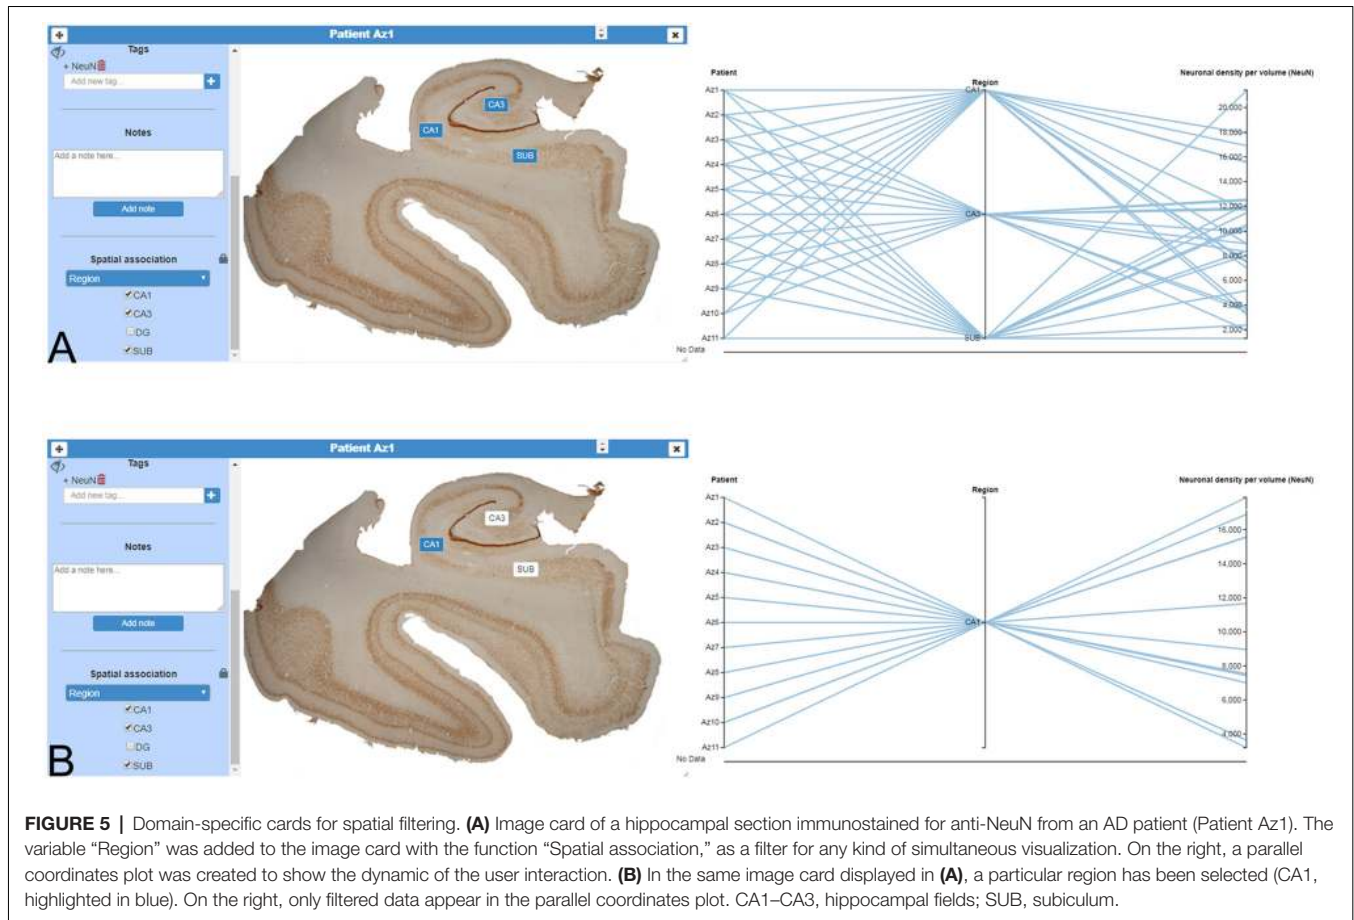 Patient Az1
Tags
+ NeuN
Add new tag...
Notes
Add a note here...
Add note
Spatial association
Region
CA1
CA3
DG
SUB
A
CA3
CA1
SUB
Patient
Region
Neuronal density per volume (NeuN)
Az1
Az2
Az3
Az4
Az5
Az6
Az7
Az8
Az9
Az10
Az11
No Data
CA1
CA3
SUB
20,000
18,000
16,000
14,000
12,000
10,000
8,000
6,000
4,000
2,000
Patient Az1
Tags
+ NeuN
Add new tag...
Notes
Add a note here...
Add note
Spatial association
Region
CA1
CA3
DG
SUB
B
CA3
CA1
SUB
Patient
Region
Neuronal density per volume (NeuN)
Az1
Az2
Az3
Az4
Az5
Az6
Az7
Az8
Az9
Az10
Az11
No Data
CA1
16,000
14,000
12,000
10,000
8,000
6,000
4,000
FIGURE 5 | Domain-specific cards for spatial filtering. (A) Image card of a hippocampal section immunostained for anti-NeuN from an AD patient (Patient Az1). The
variable “Region” was added to the image card with the function “Spatial association,” as a filter for any kind of simultaneous visualization. On the right, a parallel
coordinates plot was created to show the dynamic of the user interaction. (B) In the same image card displayed in (A), a particular region has been selected (CA1,
highlighted in blue). On the right, only filtered data appear in the parallel coordinates plot. CA1–CA3, hippocampal fields; SUB, subiculum.